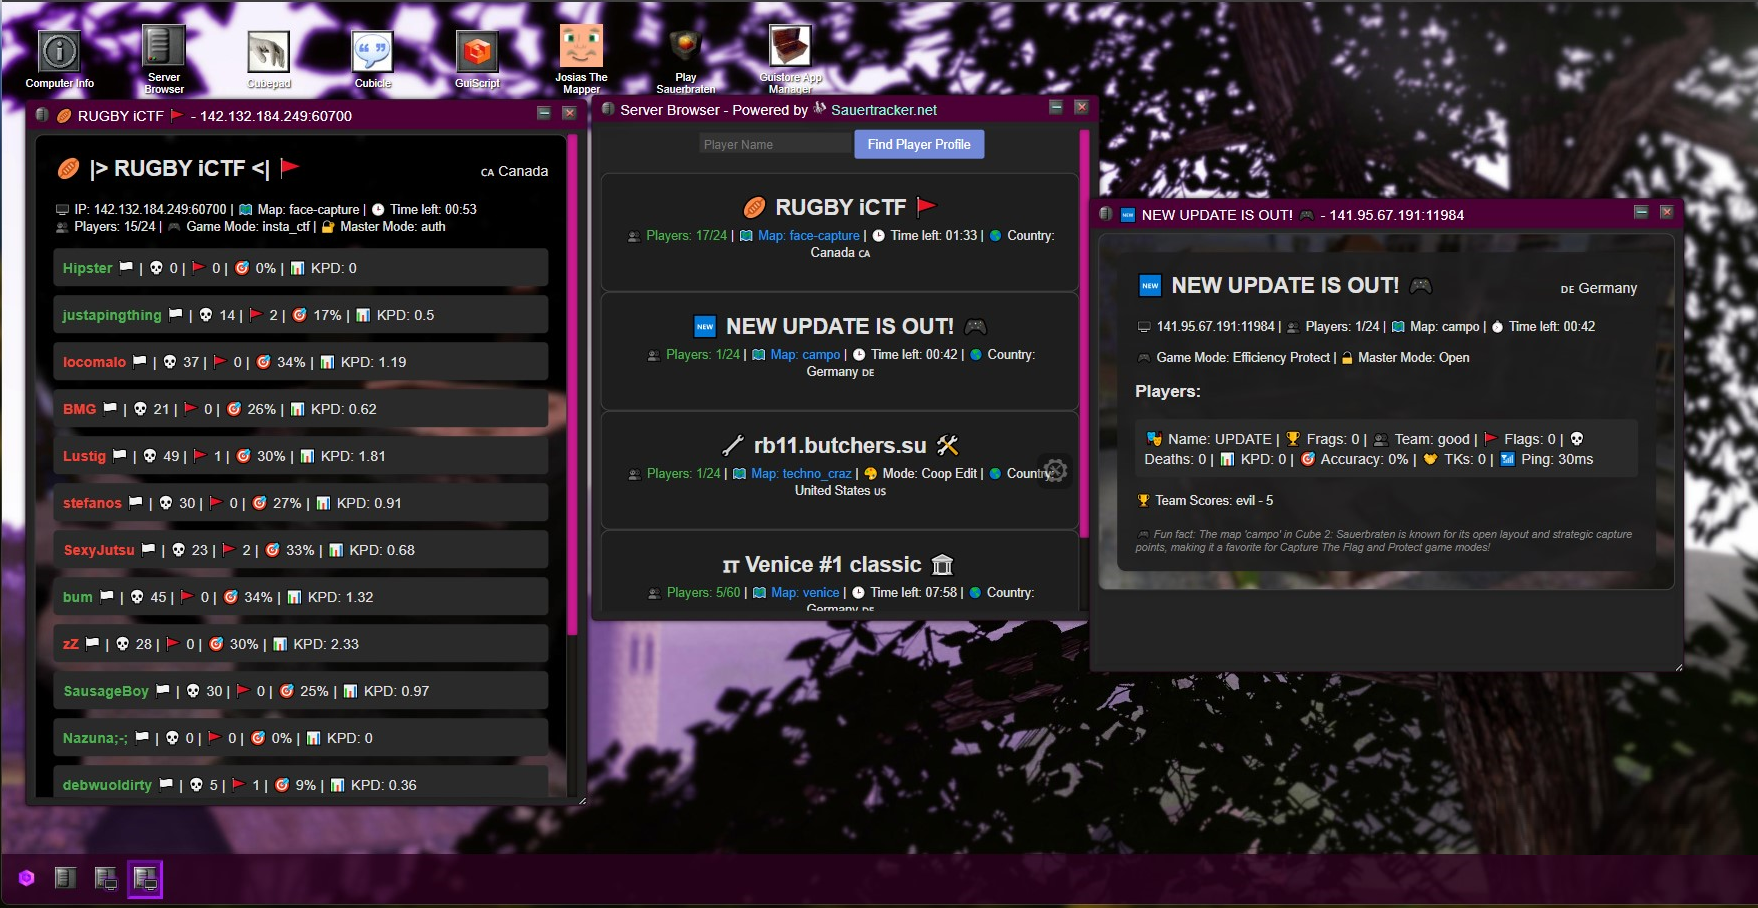 Computer Info
Server
Browser
Cubepad
Cubicle
GuiScript
Josias The
Mapper
Play
Sauerbraten
Guistore App
Manager
RUGBY iCTF - 142.132.184.249:60700
|> RUGBY iCTF <|
CA Canada
IP: 142.132.184.249:60700 | Map: face-capture | Time left: 00:53
Players: 15/24 | Game Mode: insta_ctf | Master Mode: auth
Hipster | 0 | 0 | 0% | KPD: 0
justapingthing | 14 | 2 | 17% | KPD: 0.5
locomalo | 37 | 0 | 34% | KPD: 1.19
BMG | 21 | 0 | 26% | KPD: 0.62
Lustig | 49 | 1 | 30% | KPD: 1.81
stefanos | 30 | 0 | 27% | KPD: 0.91
SexyJutsu | 23 | 2 | 33% | KPD: 0.68
bum | 45 | 0 | 34% | KPD: 1.32
zZ | 28 | 0 | 30% | KPD: 2.33
SausageBoy | 30 | 0 | 25% | KPD: 0.97
Nazuna;-; | 0 | 0 | 0% | KPD: 0
debwuoldirty | 5 | 1 | 9% | KPD: 0.36
Server Browser - Powered by Sauertracker.net
Player Name
Find Player Profile
RUGBY iCTF
Players: 17/24 | Map: face-capture | Time left: 01:33 | Country:
Canada CA
NEW NEW UPDATE IS OUT!
Players: 1/24 | Map: campo | Time left: 00:42 | Country:
Germany DE
rb11.butchers.su
Players: 1/24 | Map: techno_craz | Mode: Coop Edit | Country:
United States US
π Venice #1 classic
Players: 5/60 | Map: venice | Time left: 07:58 | Country:
Germany DE
NEW NEW UPDATE IS OUT! - 141.95.67.191:11984
NEW NEW UPDATE IS OUT!
DE Germany
141.95.67.191:11984 | Players: 1/24 | Map: campo | Time left: 00:42
Game Mode: Efficiency Protect | Master Mode: Open
Players:
Name: UPDATE | Frags: 0 | Team: good | Flags: 0 |
Deaths: 0 | KPD: 0 | Accuracy: 0% | TKs: 0 | Ping: 30ms
Team Scores: evil - 5
Fun fact: The map 'campo' in Cube 2: Sauerbraten is known for its open layout and strategic capture
points, making it a favorite for Capture The Flag and Protect game modes!